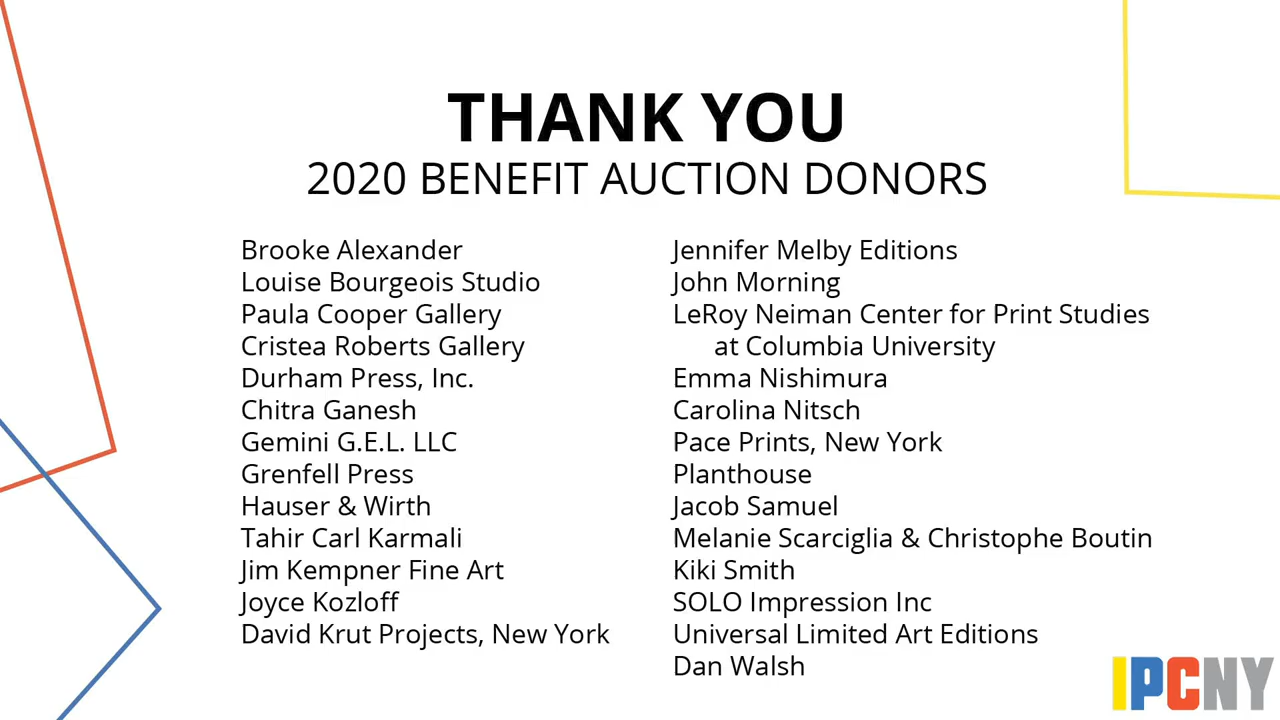 THANK YOU
2020 BENEFIT AUCTION DONORS
Brooke Alexander
Louise Bourgeois Studio
Paula Cooper Gallery
Cristea Roberts Gallery
Durham Press, Inc.
Chitra Ganesh
Gemini G.E.L. LLC
Grenfell Press
Hauser & Wirth
Tahir Carl Karmali
Jim Kempner Fine Art
Joyce Kozloff
David Krut Projects, New York
Jennifer Melby Editions
John Morning
LeRoy Neiman Center for Print Studies
at Columbia University
Emma Nishimura
Carolina Nitsch
Pace Prints, New York
Planthouse
Jacob Samuel
Melanie Scarciglia & Christophe Boutin
Kiki Smith
SOLO Impression Inc
Universal Limited Art Editions
Dan Walsh
IPCNY